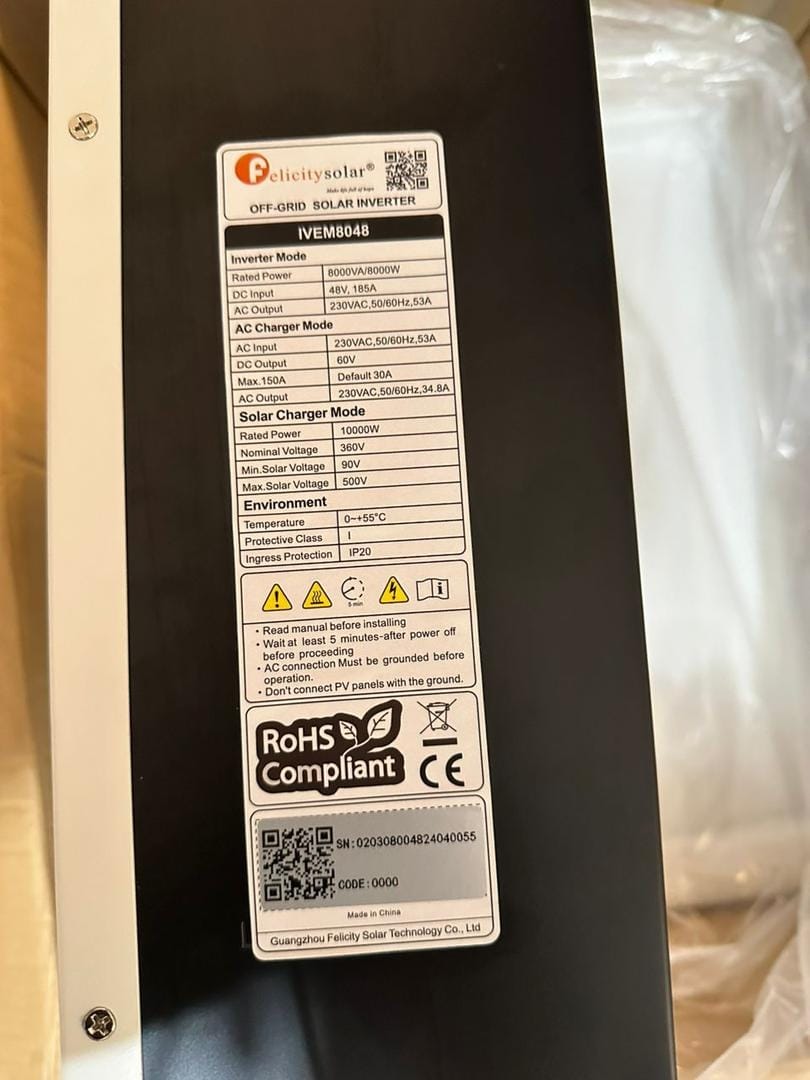 Felicitysolar®
Make life full of hope
OFF-GRID SOLAR INVERTER
IVEM8048
Inverter Mode
Rated Power 8000VA/8000W
DC Input 48V, 185A
AC Output 230VAC,50/60Hz,53A
AC Charger Mode
AC Input 230VAC,50/60Hz,53A
DC Output 60V
Max.150A Default 30A
AC Output 230VAC,50/60Hz,34.8A
Solar Charger Mode
Rated Power 10000W
Nominal Voltage 360V
Min.Solar Voltage 90V
Max.Solar Voltage 500V
Environment
Temperature 0~+55°C
Protective Class I
Ingress Protection IP20
5 min
• Read manual before installing
• Wait at least 5 minutes-after power off
before proceeding
• AC connection Must be grounded before
operation.
• Don't connect PV panels with the ground.
RoHS
Compliant
CE
SN:020308004824040055
CODE:0000
Made in China
Guangzhou Felicity Solar Technology Co., Ltd